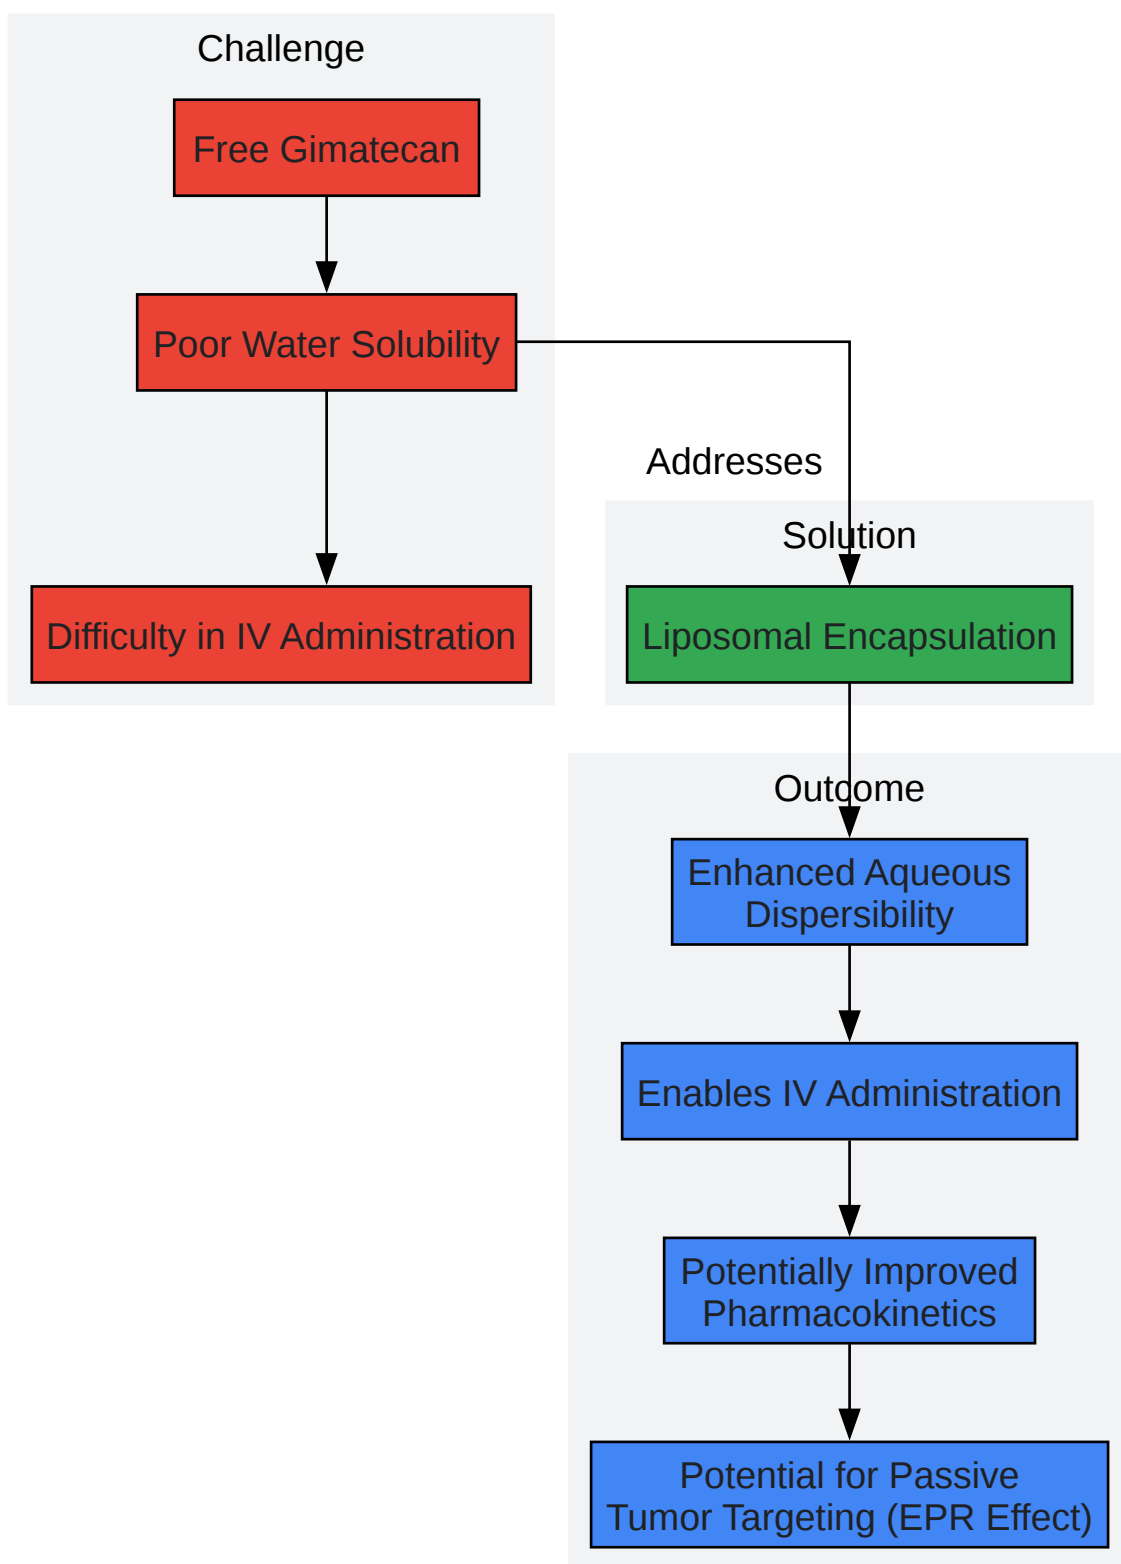 Challenge
Free Gimatecan
Poor Water Solubility
Difficulty in IV Administration
Addresses
Solution
Liposomal Encapsulation
Outcome
Enhanced Aqueous
Dispersibility
Enables IV Administration
Potentially Improved
Pharmacokinetics
Potential for Passive
Tumor Targeting (EPR Effect)